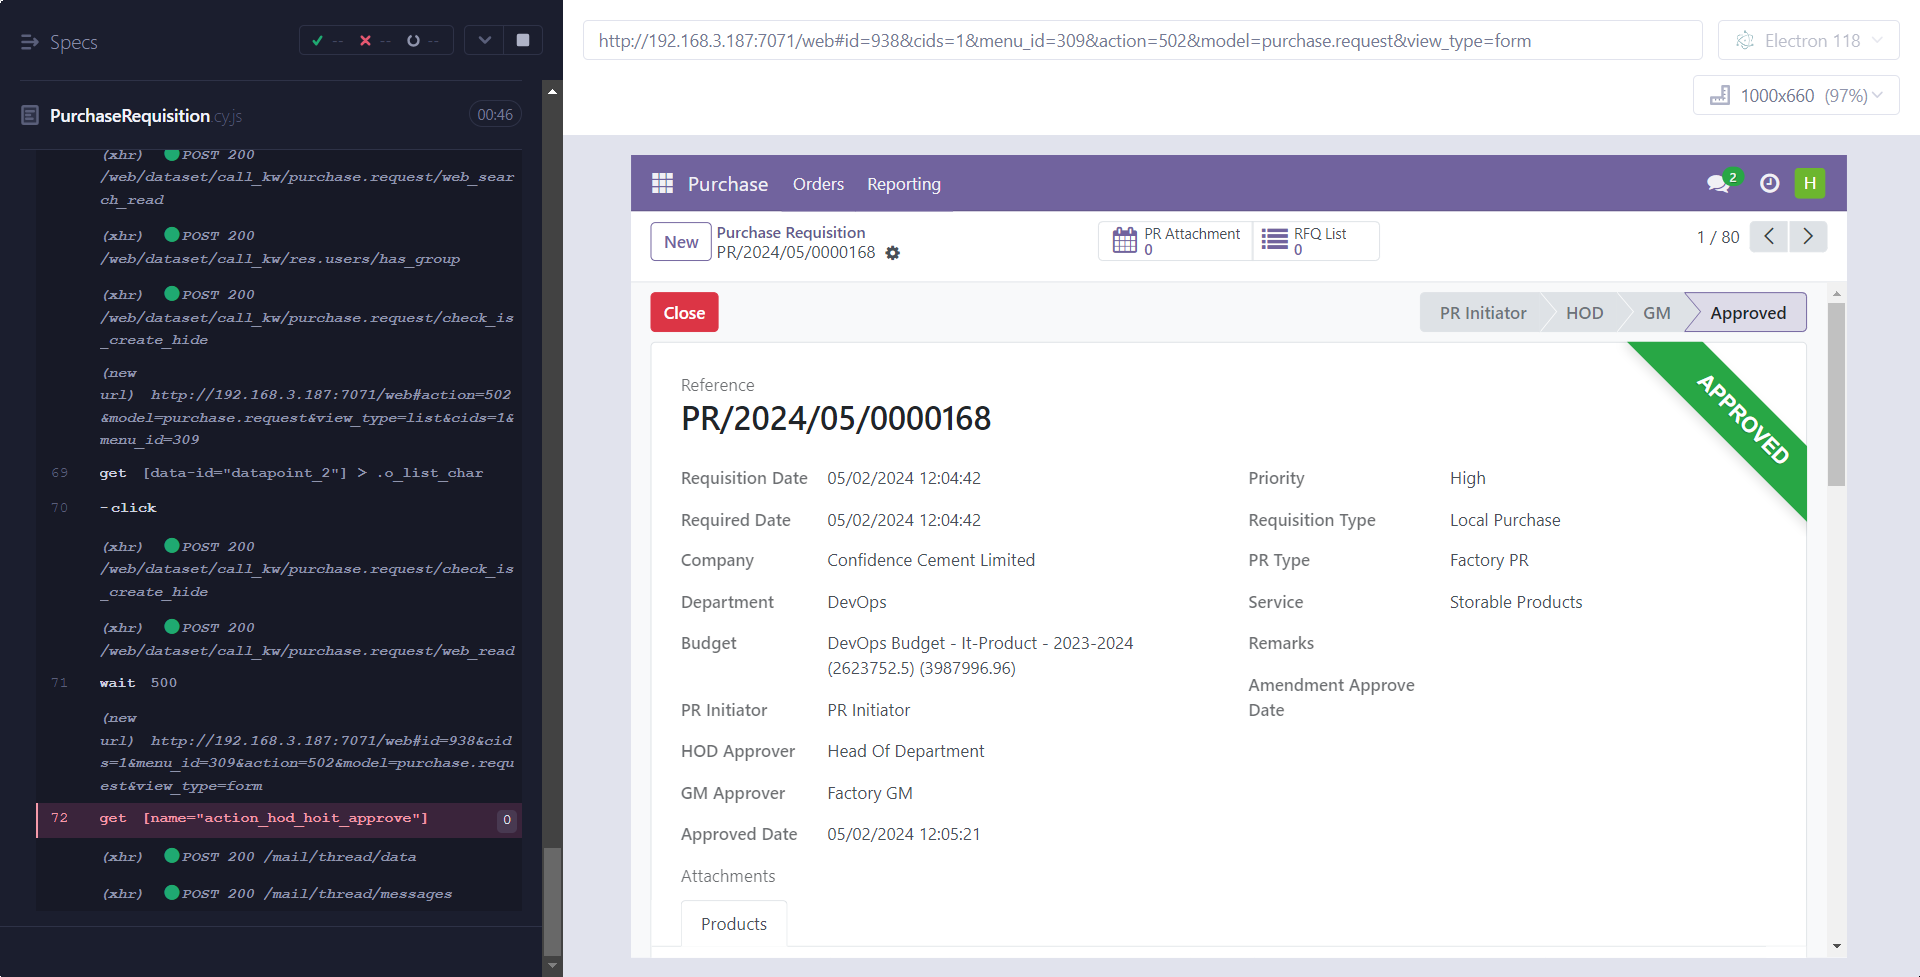 Specs
--
--
--
PurchaseRequisition.cy.js
00:46
(xhr) POST 200
/web/dataset/call_kw/purchase.request/web_sear
ch_read
(xhr) POST 200
/web/dataset/call_kw/res.users/has_group
(xhr) POST 200
/web/dataset/call_kw/purchase.request/check_is
_create_hide
(new
url) http://192.168.3.187:7071/web#action=502
&model=purchase.request&view_type=list&cids=1&
menu_id=309
69 get [data-id="datapoint_2"] > .o_list_char
70 -click
(xhr) POST 200
/web/dataset/call_kw/purchase.request/check_is
_create_hide
(xhr) POST 200
/web/dataset/call_kw/purchase.request/web_read
71 wait 500
(new
url) http://192.168.3.187:7071/web#id=938&cid
s=1&menu_id=309&action=502&model=purchase.requ
est&view_type=form
72 get [name="action_hod_hoit_approve"] 0
(xhr) POST 200 /mail/thread/data
(xhr) POST 200 /mail/thread/messages
http://192.168.3.187:7071/web#id=938&cids=1&menu_id=309&action=502&model=purchase.request&view_type=form
Electron 118
1000x660 (97%)
Purchase Orders Reporting
2
H
New
Purchase Requisition
PR/2024/05/0000168
PR Attachment
0
RFQ List
0
1 / 80
Close
PR Initiator HOD GM Approved
APPROVED
Reference
PR/2024/05/0000168
Requisition Date 05/02/2024 12:04:42
Required Date 05/02/2024 12:04:42
Company Confidence Cement Limited
Department DevOps
Budget DevOps Budget - It-Product - 2023-2024
(2623752.5) (3987996.96)
PR Initiator PR Initiator
HOD Approver Head Of Department
GM Approver Factory GM
Approved Date 05/02/2024 12:05:21
Attachments
Priority High
Requisition Type Local Purchase
PR Type Factory PR
Service Storable Products
Remarks
Amendment Approve
Date
Products